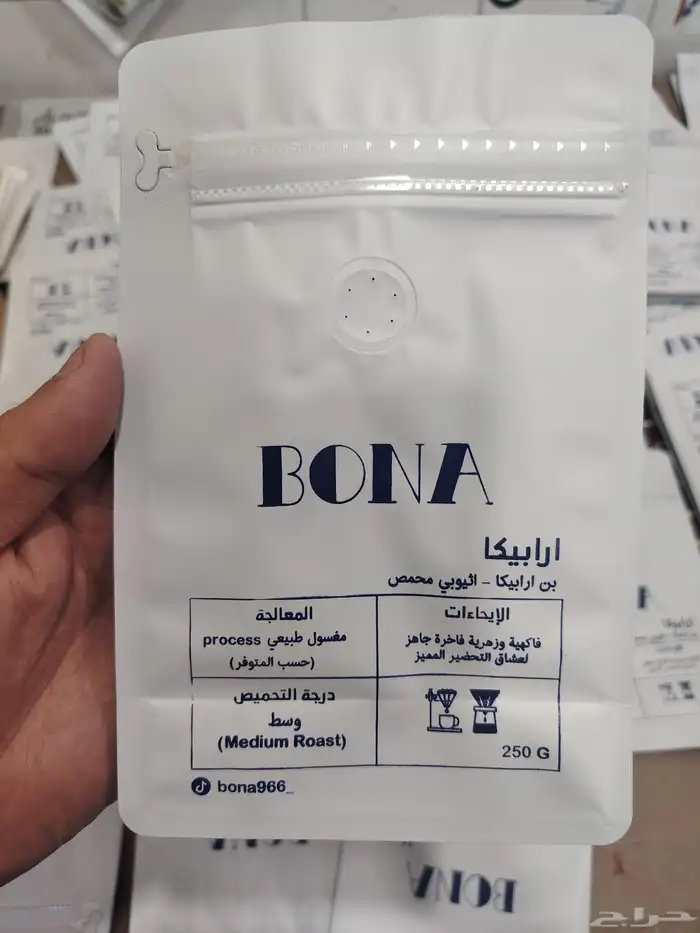 BONA
ارابيكا
بن ارابيكا - اثيوبي محمص
الإيحاءات
فاكهية وزهرية فاخرة جاهز
لعشاق التحضير المميز
المعالجة
مغسول طبيعي process
(حسب المتوفر)
250 G
درجة التحميص
وسط
(Medium Roast)
bona966_
BONA
حراج